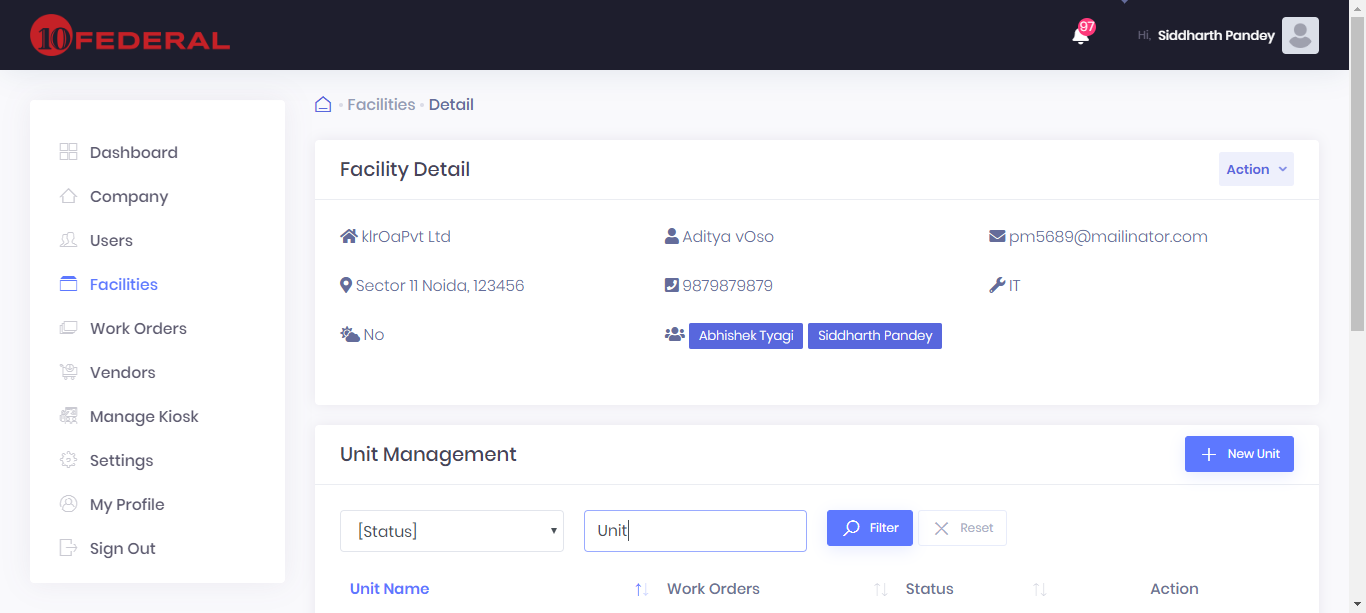 10 FEDERAL
97
Hi, Siddharth Pandey
Facilities Detail
Dashboard
Company
Users
Facilities
Work Orders
Vendors
Manage Kiosk
Settings
My Profile
Sign Out
Facility Detail
Action
klrOaPvt Ltd
Aditya vOso
pm5689@mailinator.com
Sector 11 Noida, 123456
9879879879
IT
No
Abhishek Tyagi Siddharth Pandey
Unit Management
New Unit
[Status]
Unit
Filter
Reset
Unit Name Work Orders Status Action